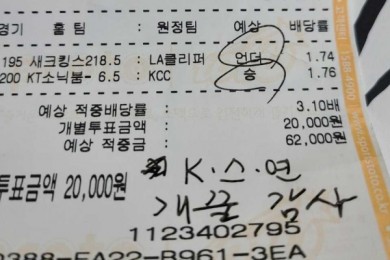 경기 홈 팀 : 원정팀 예상 배당률
195 새크킹스218.5 : LA클리퍼 언더 1.74
200 KT소닉붐- 6.5 : KCC 승 1.76
예상 적중배당률 : 3.10배
개별투표금액 : 20,000원
예상 적중금 : 62,000원
K·스·연
투표금액 20,000원
개꿀 감사
1123402795
0388-FA22-B961-3EA